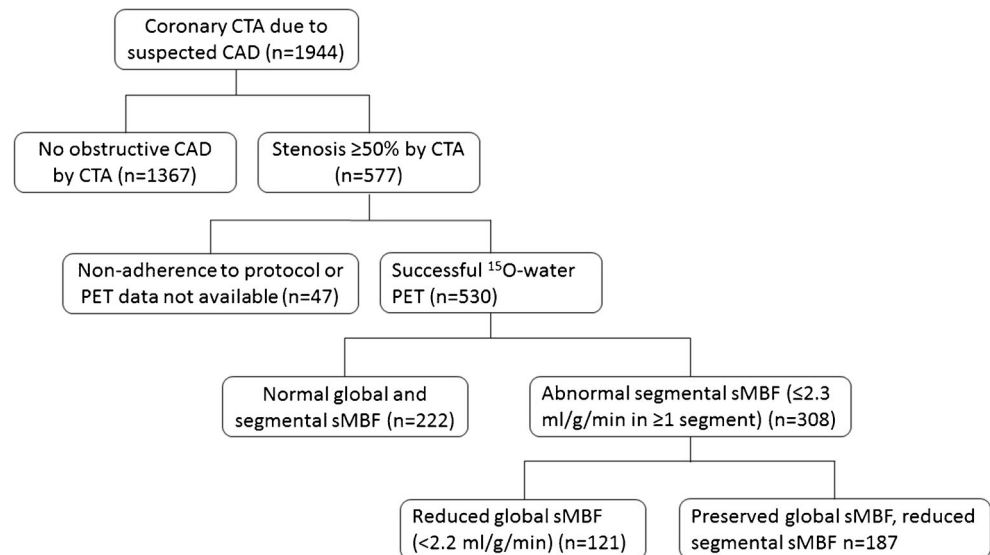 Coronary CTA due to
suspected CAD (n=1944)
No obstructive CAD
by CTA (n=1367)
Stenosis ≥50% by CTA
(n=577)
Non-adherence to protocol or
PET data not available (n=47)
Successful ¹⁵O-water
PET (n=530)
Normal global and
segmental sMBF (n=222)
Abnormal segmental sMBF (≤2.3
ml/g/min in ≥1 segment) (n=308)
Reduced global sMBF
(<2.2 ml/g/min) (n=121)
Preserved global sMBF, reduced
segmental sMBF n=187